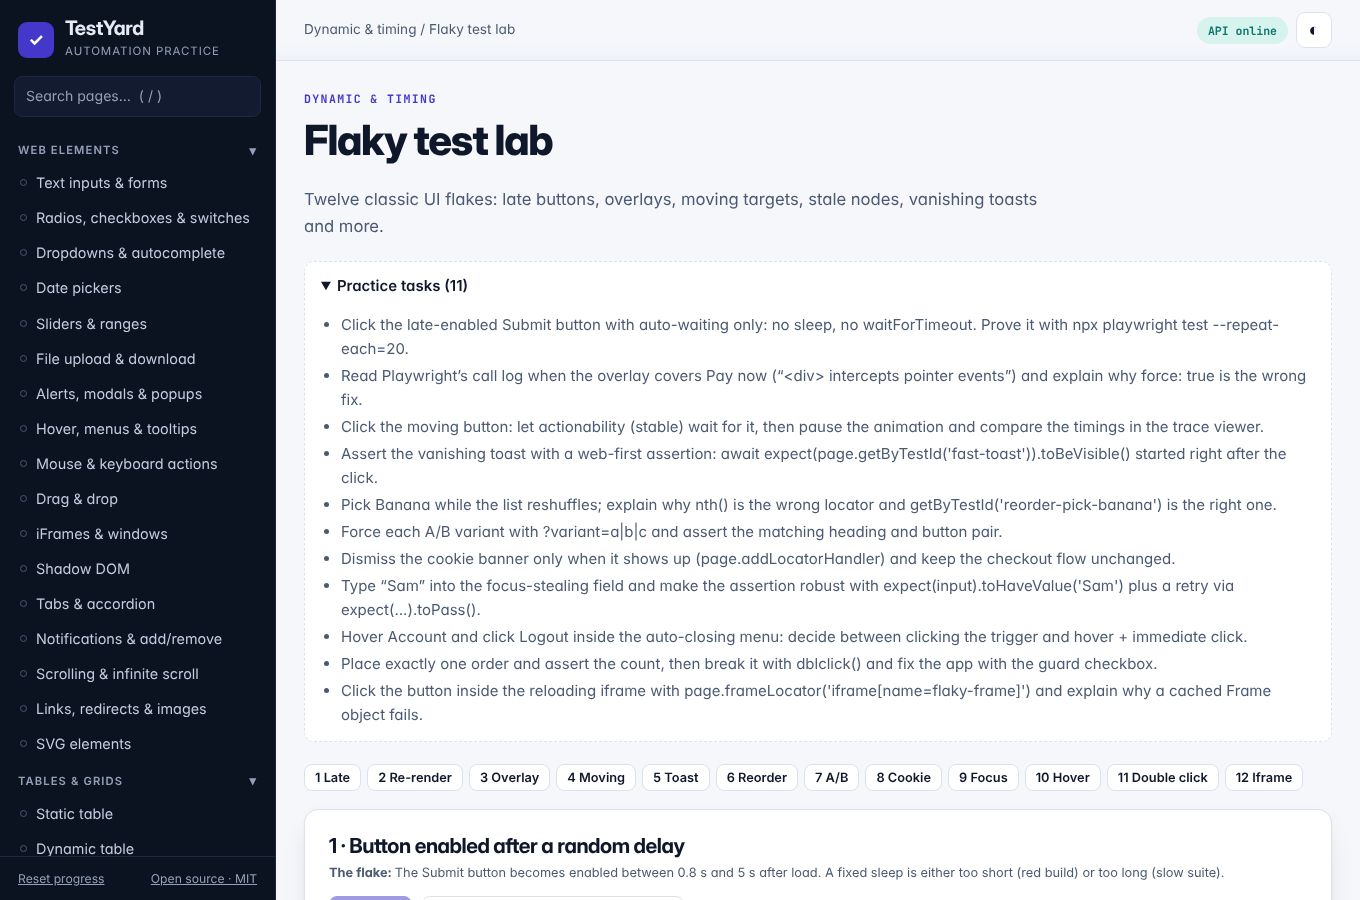 TestYard
AUTOMATION PRACTICE
Search pages... ( / )
WEB ELEMENTS
Text inputs & forms
Radios, checkboxes & switches
Dropdowns & autocomplete
Date pickers
Sliders & ranges
File upload & download
Alerts, modals & popups
Hover, menus & tooltips
Mouse & keyboard actions
Drag & drop
iFrames & windows
Shadow DOM
Tabs & accordion
Notifications & add/remove
Scrolling & infinite scroll
Links, redirects & images
SVG elements
TABLES & GRIDS
Static table
Dynamic table
Reset progress
Open source · MIT
Dynamic & timing / Flaky test lab
API online
DYNAMIC & TIMING
Flaky test lab
Twelve classic UI flakes: late buttons, overlays, moving targets, stale nodes, vanishing toasts
and more.
Practice tasks (11)
Click the late-enabled Submit button with auto-waiting only: no sleep, no waitForTimeout. Prove it with npx playwright test --repeat-
each=20.
Read Playwright’s call log when the overlay covers Pay now (“<div> intercepts pointer events”) and explain why force: true is the wrong
fix.
Click the moving button: let actionability (stable) wait for it, then pause the animation and compare the timings in the trace viewer.
Assert the vanishing toast with a web-first assertion: await expect(page.getByTestId('fast-toast')).toBeVisible() started right after the
click.
Pick Banana while the list reshuffles; explain why nth() is the wrong locator and getByTestId('reorder-pick-banana') is the right one.
Force each A/B variant with ?variant=a|b|c and assert the matching heading and button pair.
Dismiss the cookie banner only when it shows up (page.addLocatorHandler) and keep the checkout flow unchanged.
Type “Sam” into the focus-stealing field and make the assertion robust with expect(input).toHaveValue('Sam') plus a retry via
expect(...).toPass().
Hover Account and click Logout inside the auto-closing menu: decide between clicking the trigger and hover + immediate click.
Place exactly one order and assert the count, then break it with dblclick() and fix the app with the guard checkbox.
Click the button inside the reloading iframe with page.frameLocator('iframe[name=flaky-frame]') and explain why a cached Frame
object fails.
1 Late
2 Re-render
3 Overlay
4 Moving
5 Toast
6 Reorder
7 A/B
8 Cookie
9 Focus
10 Hover
11 Double click
12 Iframe
1 · Button enabled after a random delay
The flake: The Submit button becomes enabled between 0.8 s and 5 s after load. A fixed sleep is either too short (red build) or too long (slow suite).